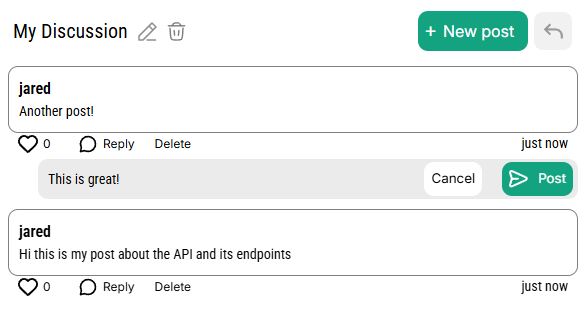 My Discussion + New post
jared
Another post!
0 Reply Delete just now
This is great! Cancel Post
jared
Hi this is my post about the API and its endpoints
0 Reply Delete just now